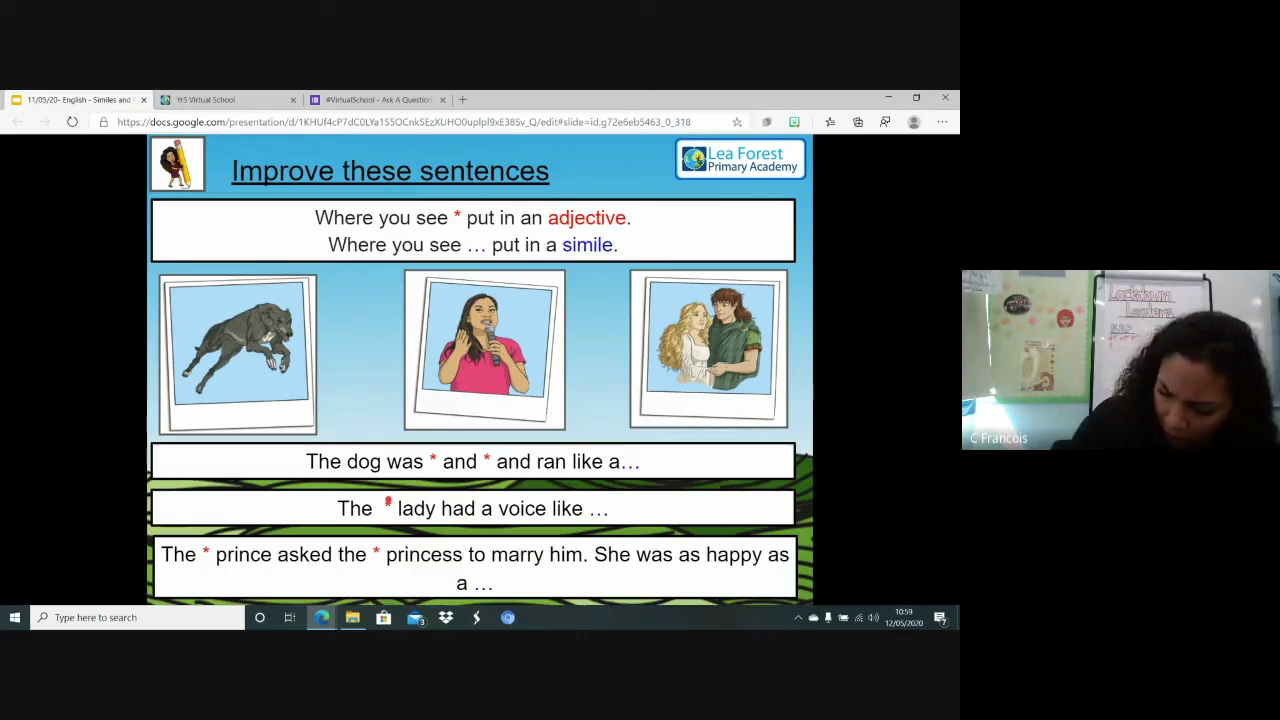 11/05/20- English - Similes and
Yr5 Virtual School
#VirtualSchool - Ask A Question
https://docs.google.com/presentation/d/1KHUf4cP7dC0LYa1S5OCnkSEzXUHO0uplpl9xE38Sv_Q/edit#slide=id.g72e6eb5463_0_318
Improve these sentences
Lea Forest
Primary Academy
Where you see * put in an adjective.
Where you see ... put in a simile.
The dog was * and * and ran like a...
The * lady had a voice like ...
The * prince asked the * princess to marry him. She was as happy as
a ...
Lockdown
C Francois
Type here to search
3
10:59
12/05/2020
7